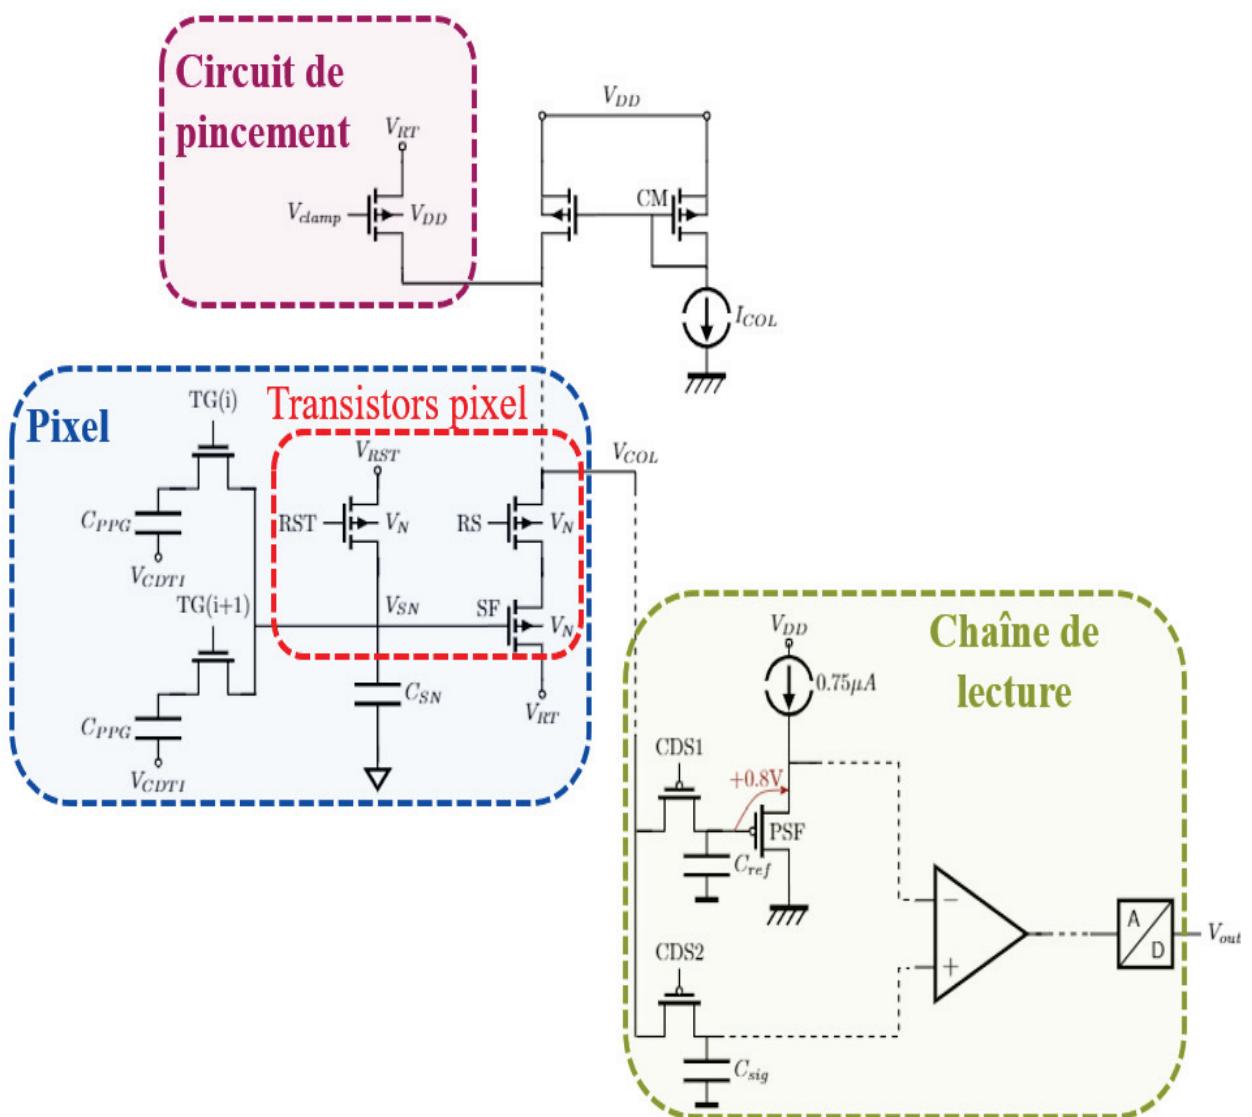 Circuit de
pincement
V_RT
V_clamp
V_DD
V_DD
CM
I_COL
Pixel
TG(i)
C_PPG
V_CDTI
TG(i+1)
C_PPG
V_CDTI
Transistors pixel
V_RST
RST
V_N
RS
V_N
V_SN
SF
V_N
C_SN
V_RT
V_COL
Chaîne de
lecture
V_DD
0.75μA
CDS1
+0.8V
PSF
C_ref
CDS2
C_sig
−
+
A
D
V_out